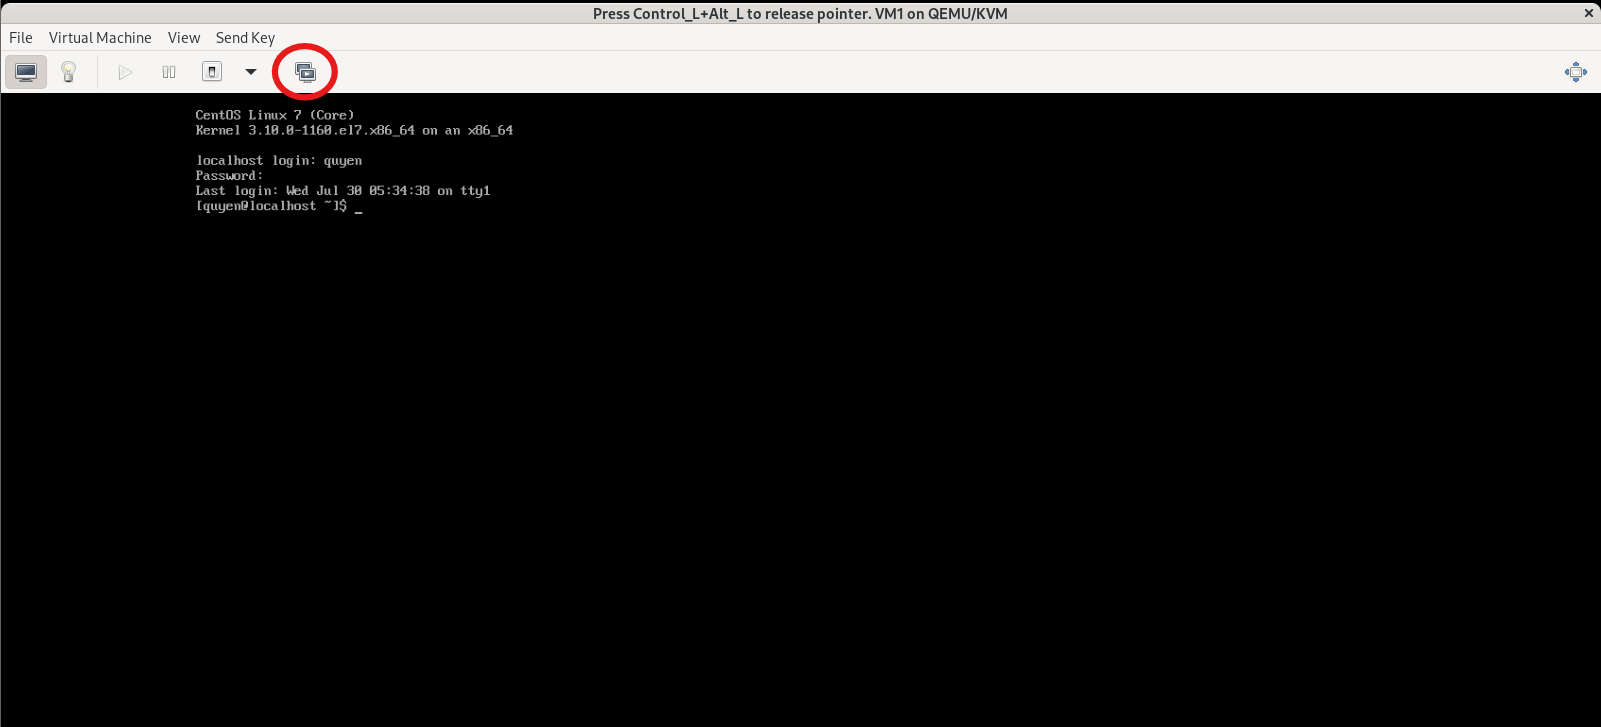 Press Control_L+Alt_L to release pointer. VM1 on QEMU/KVM
File Virtual Machine View Send Key
CentOS Linux 7 (Core)
Kernel 3.10.0-1160.el7.x86_64 on an x86_64
localhost login: quyen
Password:
Last login: Wed Jul 30 05:34:38 on tty1
[quyen@localhost ~]$ _